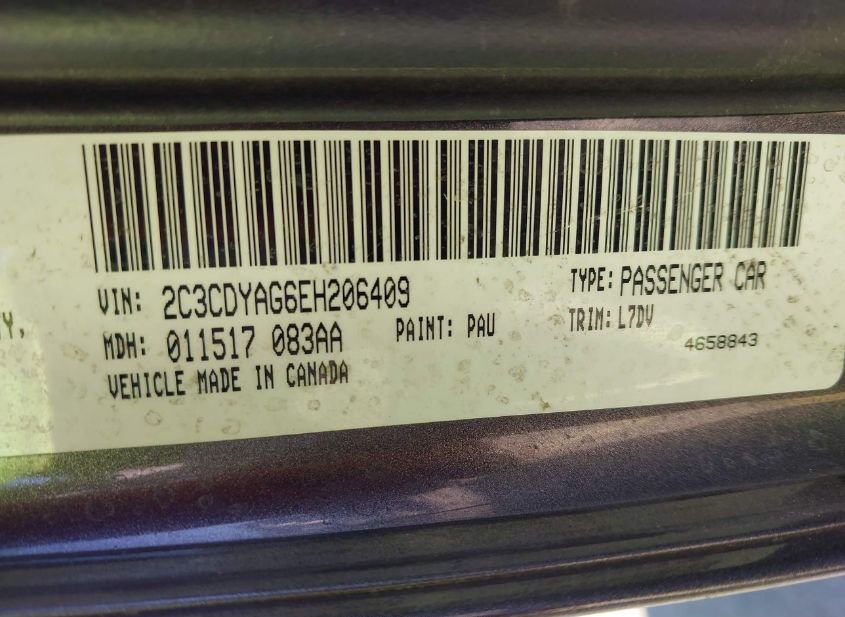 Y,
VIN: 2C3CDYAG6EH206409 TYPE: PASSENGER CAR
MDH: 011517 083AA PAINT: PAU TRIM: L7DV
VEHICLE MADE IN CANADA 4658843